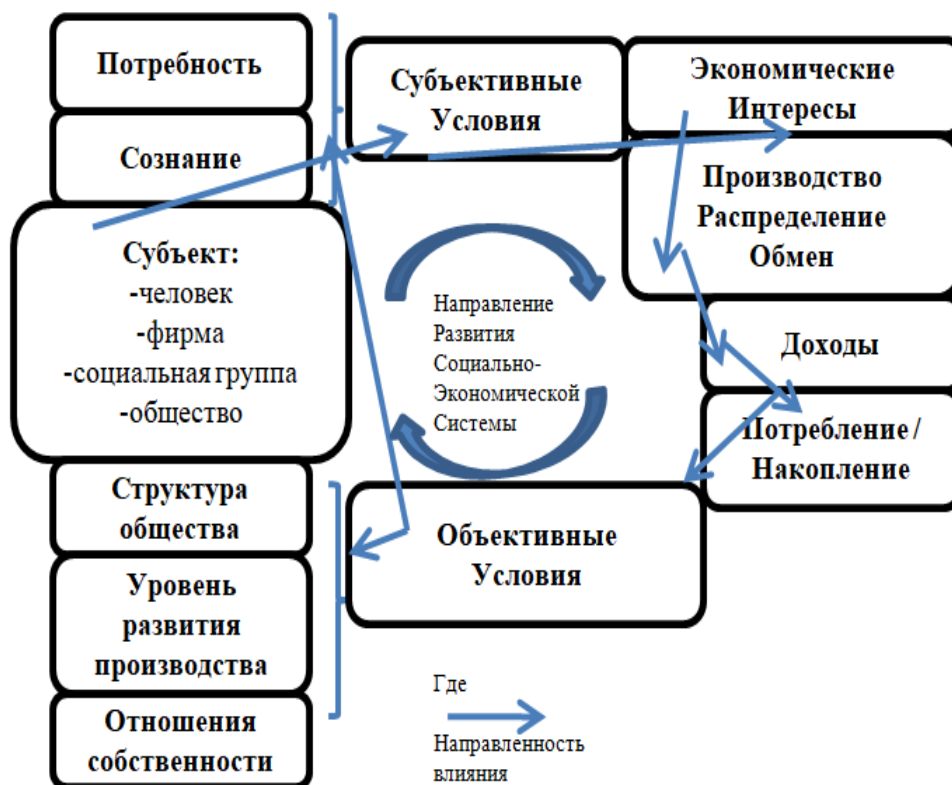 Потребность
Сознание
Субъект:
-человек
-фирма
-социальная группа
-общество
Структура
общества
Уровень
развития
производства
Отношения
собственности
Субъективные
Условия
Экономические
Интересы
Производство
Распределение
Обмен
Доходы
Потребление /
Накопление
Направление
Развития
Социально-
Экономической
Системы
Объективные
Условия
Где
Направленность
влияния